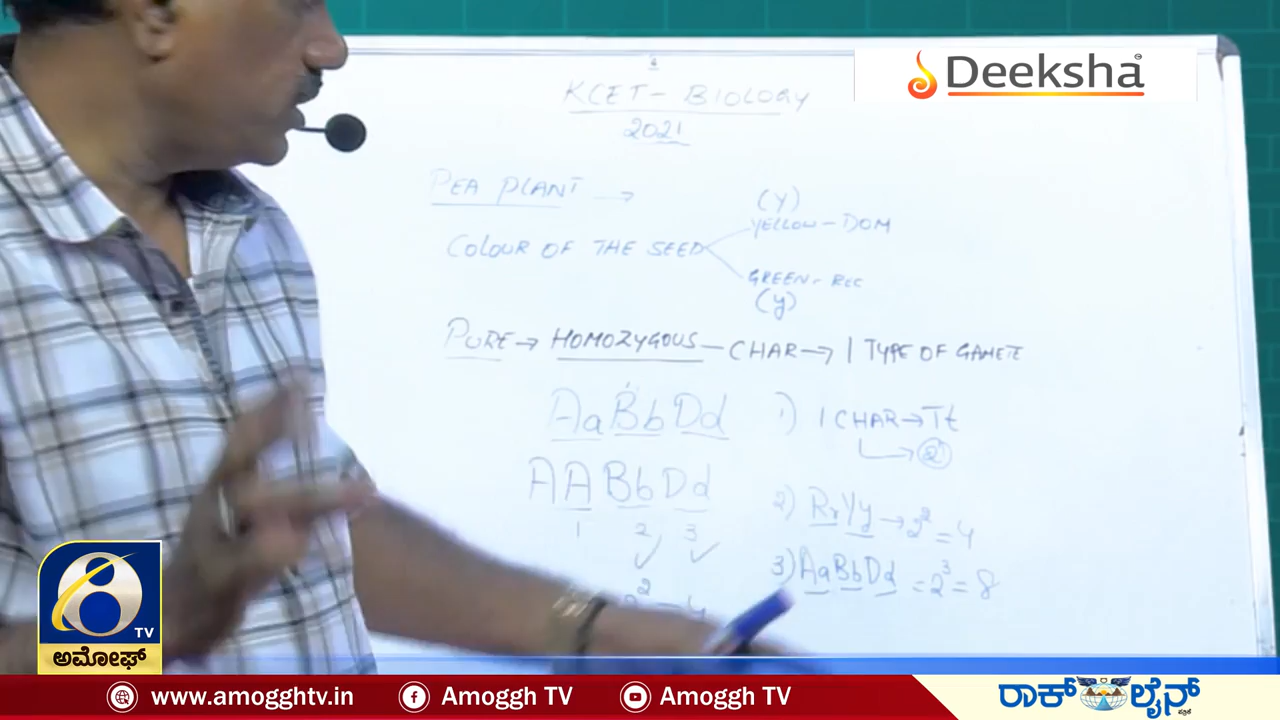 Deeksha
KCET - BIOLOGY
2021
PEA PLANT →
(Y)
YELLOW - DOM
COLOUR OF THE SEED
GREEN - REC
(y)
PURE → HOMOZYGOUS — CHAR → 1 TYPE OF GAMETE
AaBbDd
1) 1 CHAR → Tt
2
AABbDd
1 2 3
2) RrYy → 2² = 4
3) AaBbDd = 2³ = 8
2² = 4
8
TV
ಅಮೋಘ್
www.amogghtv.in
Amoggh TV
Amoggh TV
ರಾಕ್ ಲೈನ್